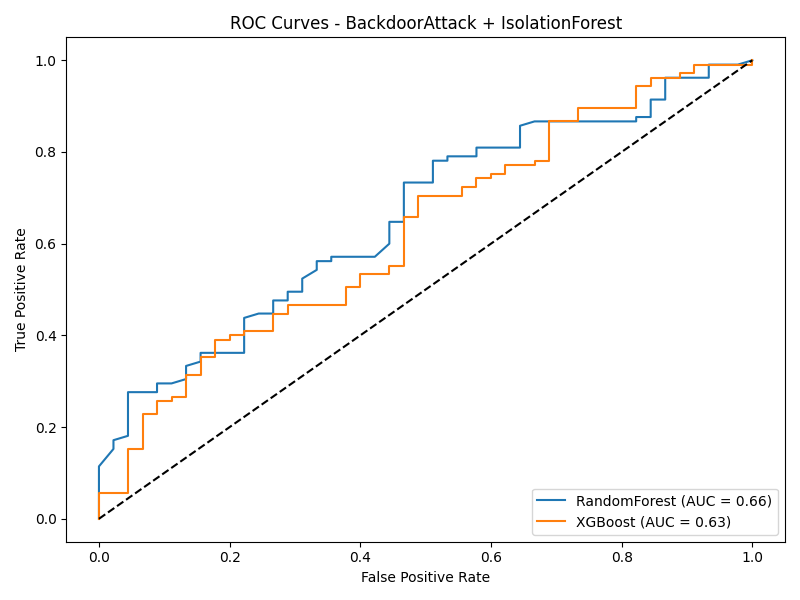 ROC Curves - BackdoorAttack + IsolationForest
True Positive Rate
1.0
0.8
0.6
0.4
0.2
0.0
0.0 0.2 0.4 0.6 0.8 1.0
False Positive Rate
RandomForest (AUC = 0.66)
XGBoost (AUC = 0.63)